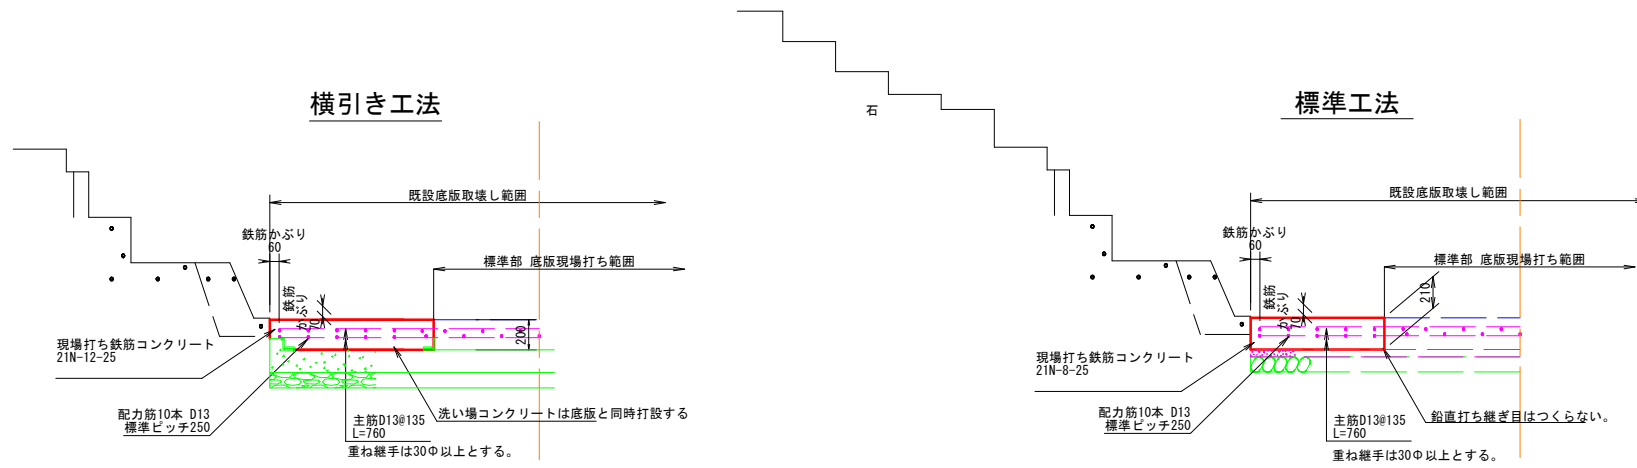 横引き工法
既設底版取壊し範囲
鉄筋かぶり
60
標準部 底版現場打ち範囲
鉄筋
かぶり
70
200
現場打ち鉄筋コンクリート
21N-12-25
配力筋10本 D13
標準ピッチ250
主筋D13@135
L=760
重ね継手は30Φ以上とする。
洗い場コンクリートは底版と同時打設する
石
標準工法
既設底版取壊し範囲
鉄筋かぶり
60
標準部 底版現場打ち範囲
鉄筋
かぶり
70
210
現場打ち鉄筋コンクリート
21N-8-25
配力筋10本 D13
標準ピッチ250
主筋D13@135
L=760
重ね継手は30Φ以上とする。
鉛直打ち継ぎ目はつくらない。